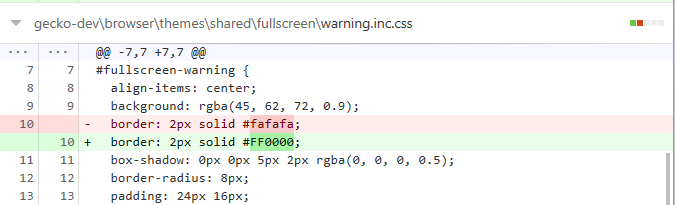 gecko-dev\browser\themes\shared\fullscreen\warning.inc.css
... ... @@ -7,7 +7,7 @@
7 7 #fullscreen-warning {
8 8 align-items: center;
9 9 background: rgba(45, 62, 72, 0.9);
10 - border: 2px solid #fafafa;
10 + border: 2px solid #FF0000;
11 11 box-shadow: 0px 0px 5px 2px rgba(0, 0, 0, 0.5);
12 12 border-radius: 8px;
13 13 padding: 24px 16px;